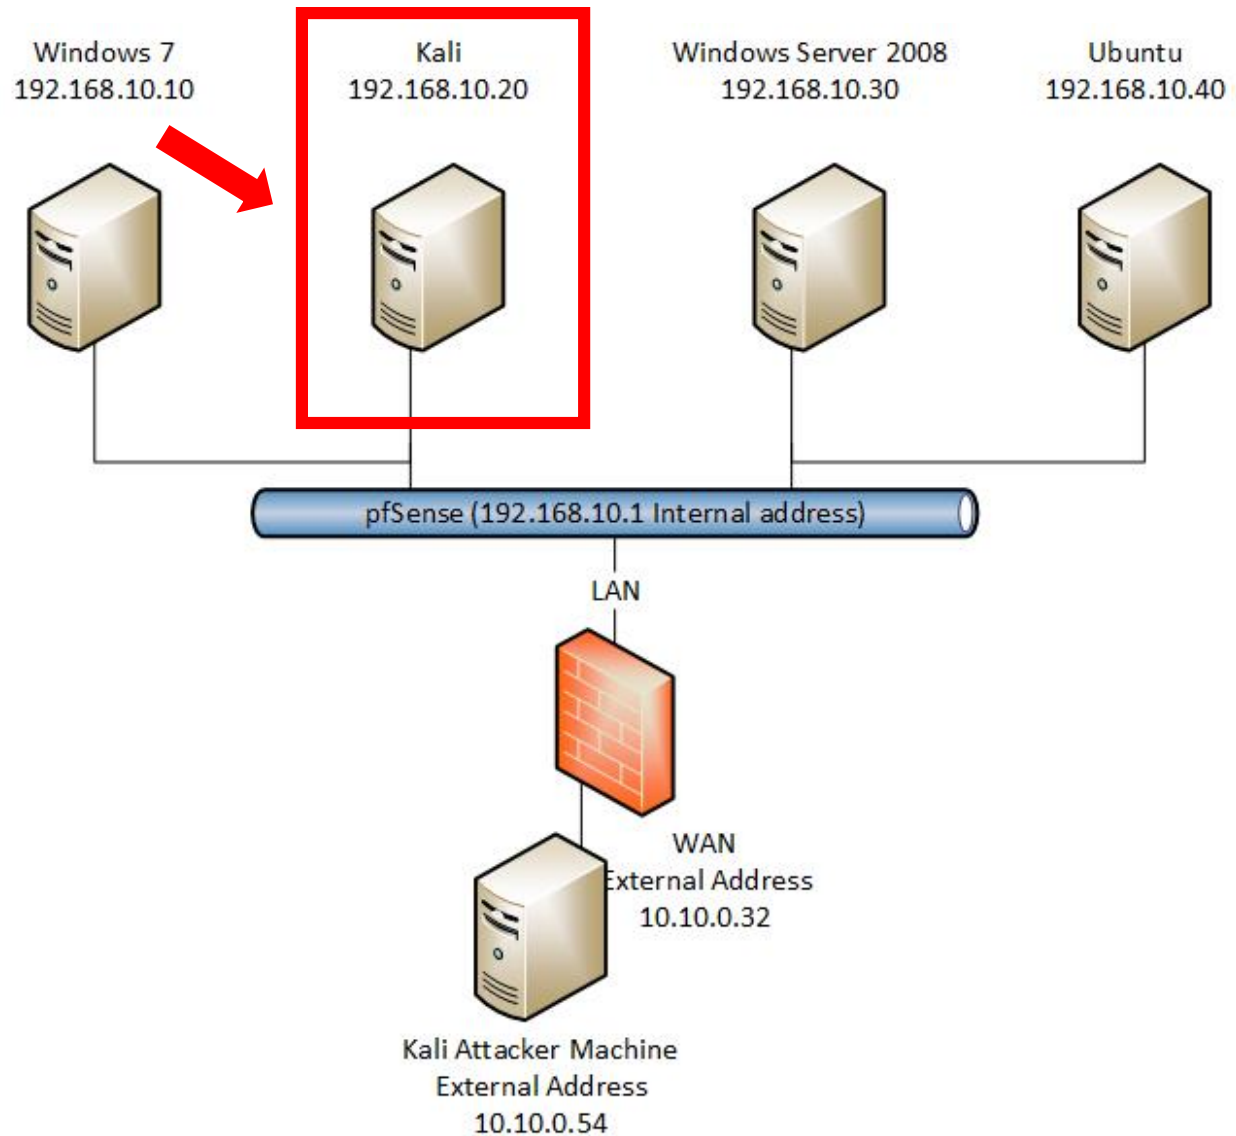 Windows 7
192.168.10.10
Kali
192.168.10.20
Windows Server 2008
192.168.10.30
Ubuntu
192.168.10.40
pfSense (192.168.10.1 Internal address)
LAN
WAN
External Address
10.10.0.32
Kali Attacker Machine
External Address
10.10.0.54